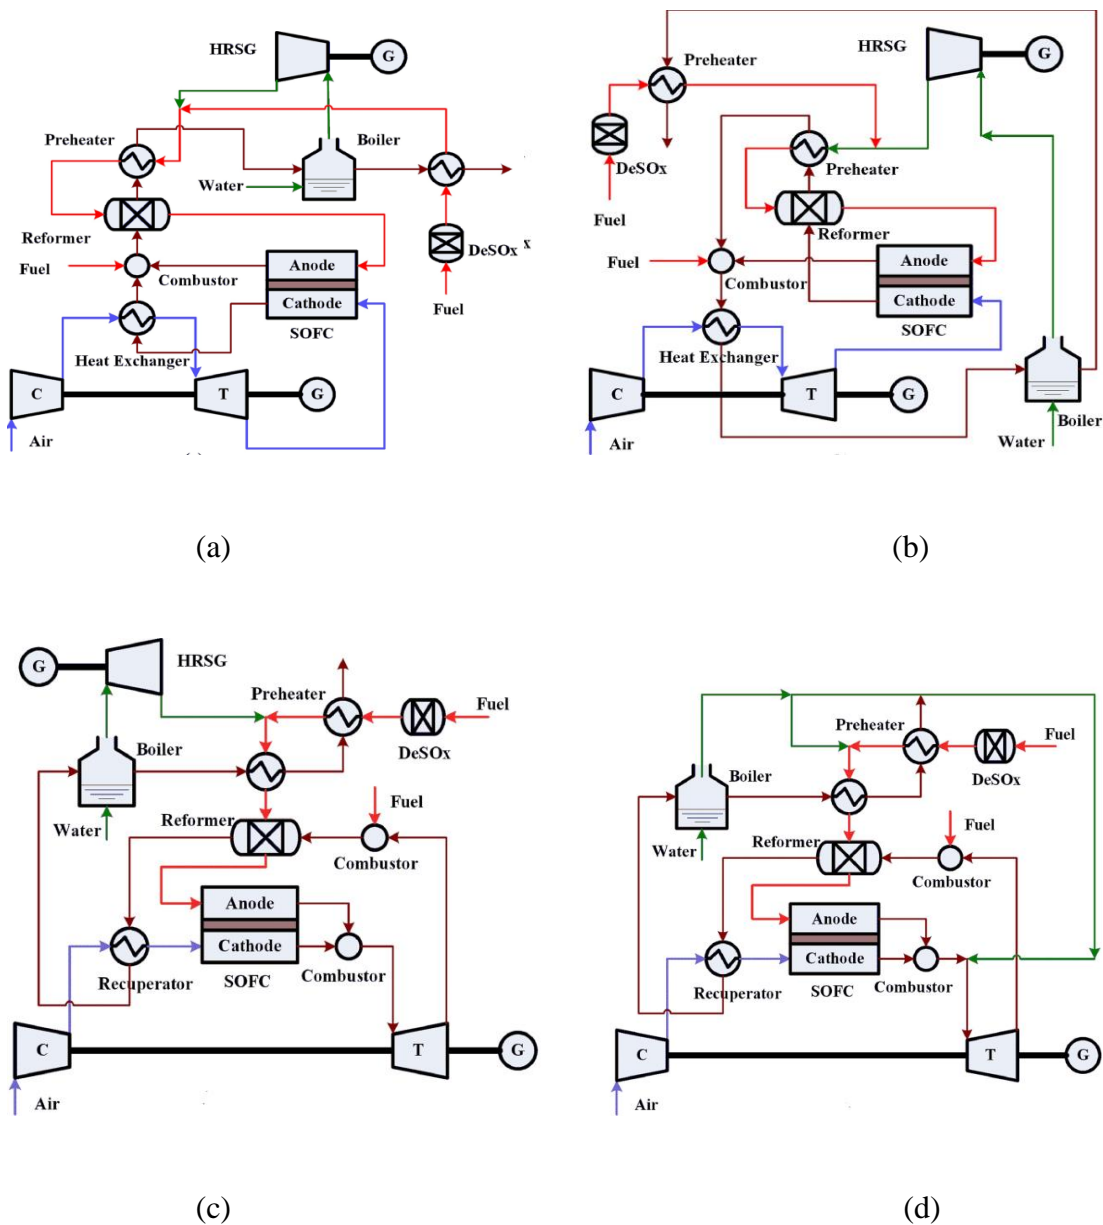 HRSG
G
Preheater
Boiler
Water
Reformer
DeSOx
x
Fuel
Combustor
Anode
Cathode
SOFC
Fuel
Heat Exchanger
C
T
G
Air
(a)
Preheater
HRSG
G
DeSOx
Fuel
Preheater
Reformer
Fuel
Combustor
Anode
Cathode
SOFC
Heat Exchanger
C
T
G
Boiler
Water
Air
(b)
G
HRSG
Preheater
Fuel
DeSOx
Boiler
Water
Reformer
Fuel
Combustor
Anode
Cathode
SOFC
Combustor
Recuperator
C
T
G
Air
(c)
Preheater
Fuel
DeSOx
Boiler
Water
Reformer
Fuel
Combustor
Anode
Cathode
SOFC
Combustor
Recuperator
C
T
G
Air
(d)